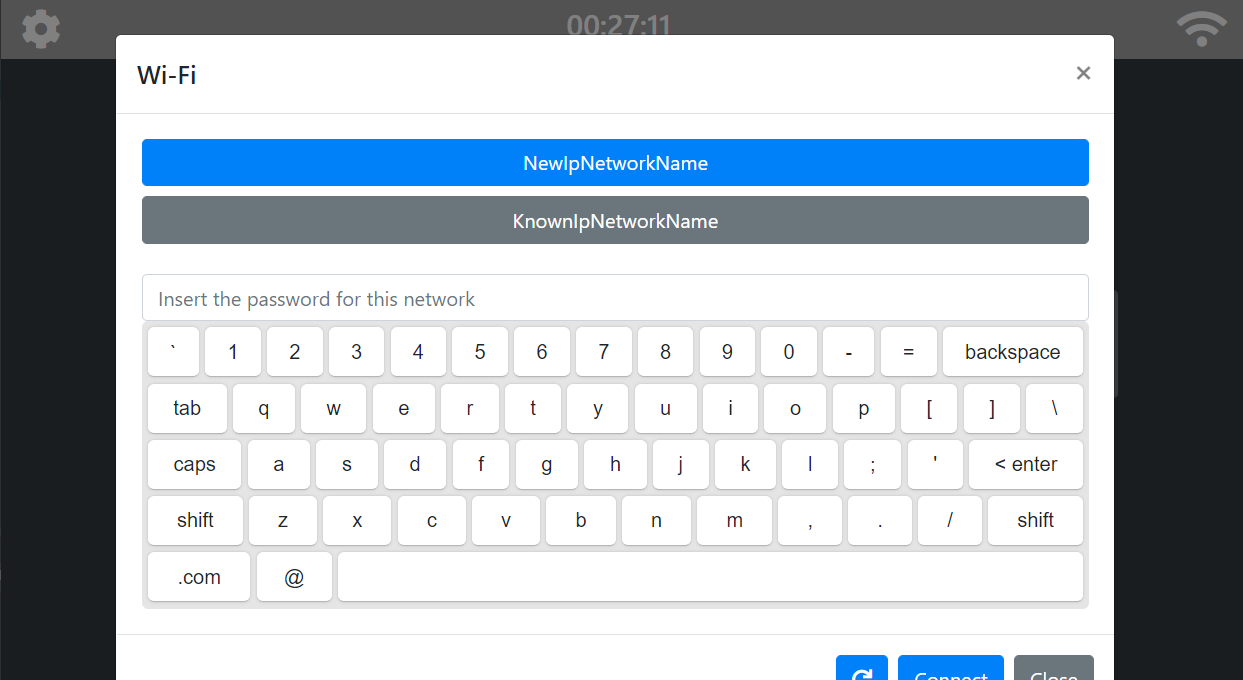 00:27:11
Wi-Fi
×
NewIpNetworkName
KnownIpNetworkName
Insert the password for this network
` 1 2 3 4 5 6 7 8 9 0 - = backspace
tab q w e r t y u i o p [ ] \
caps a s d f g h j k l ; ' < enter
shift z x c v b n m , . / shift
.com @
Connect Close